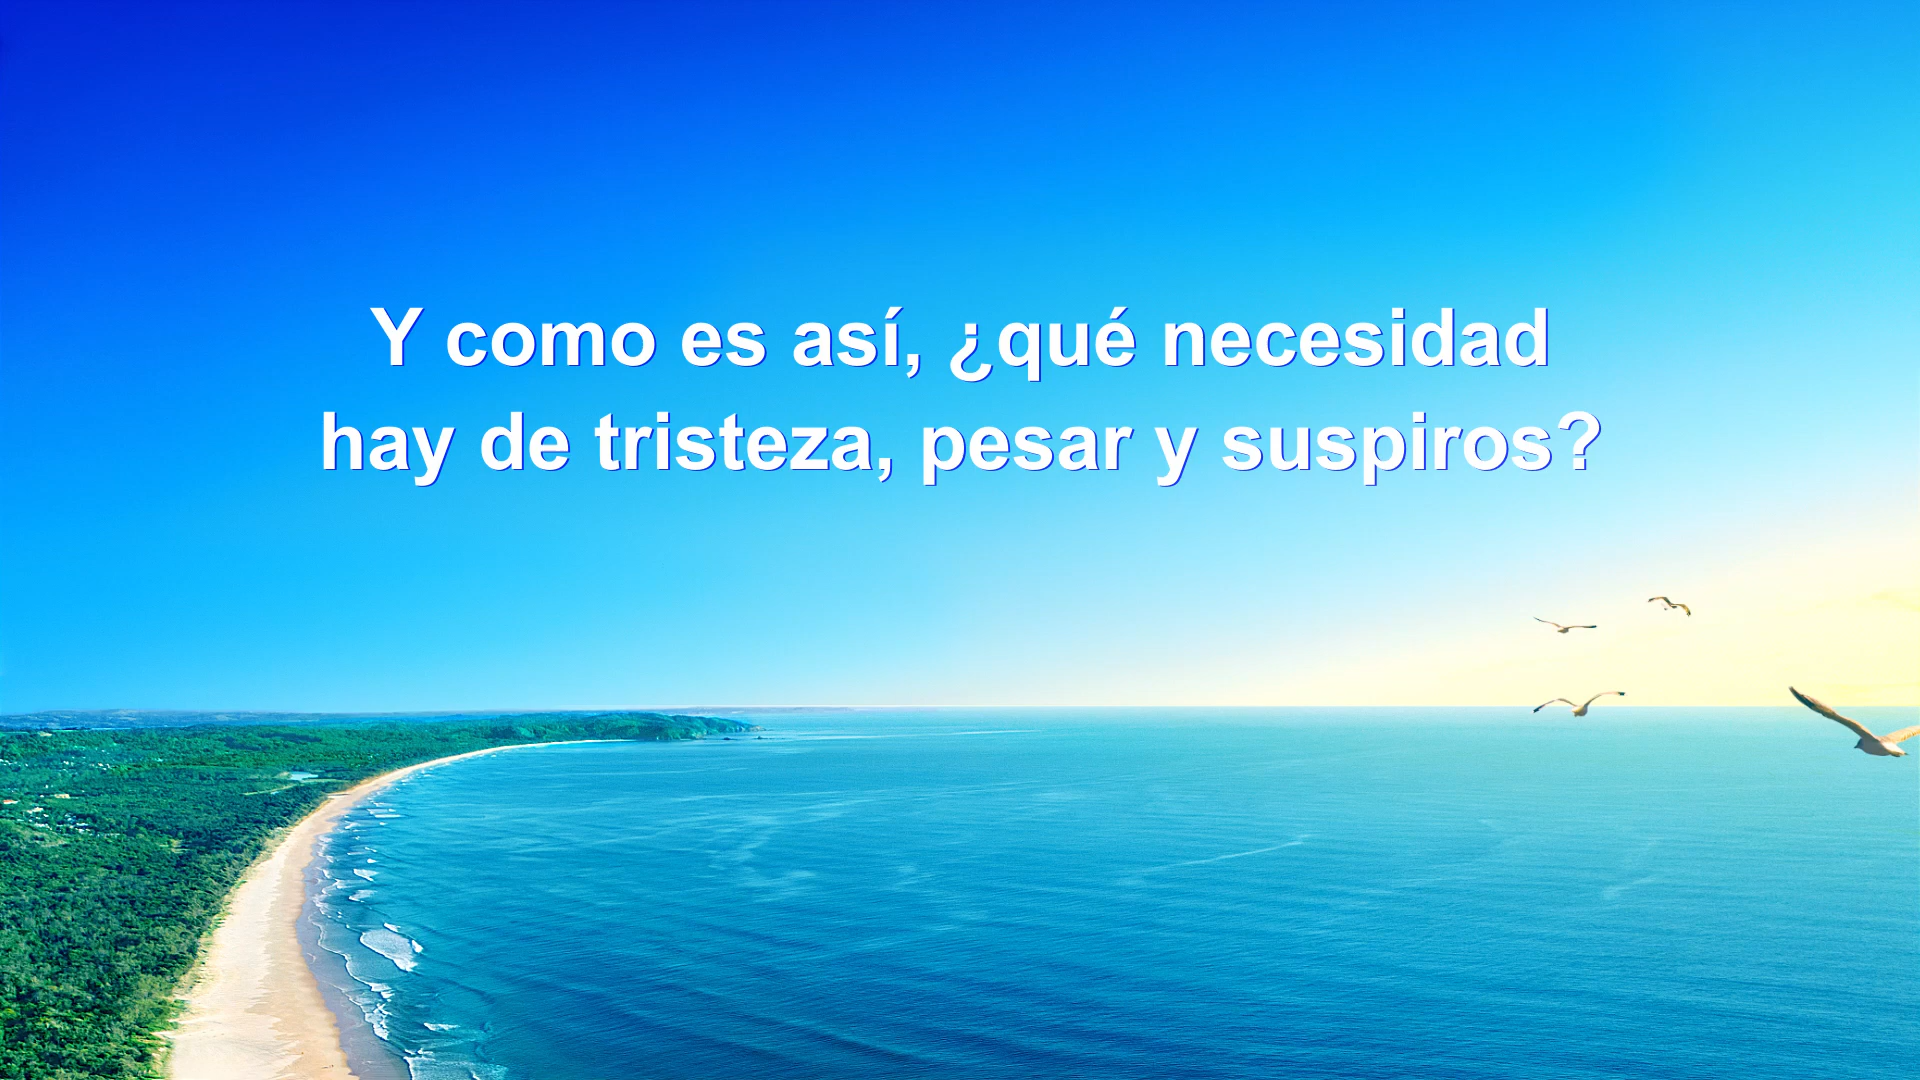 Y como es así, ¿qué necesidad
hay de tristeza, pesar y suspiros?